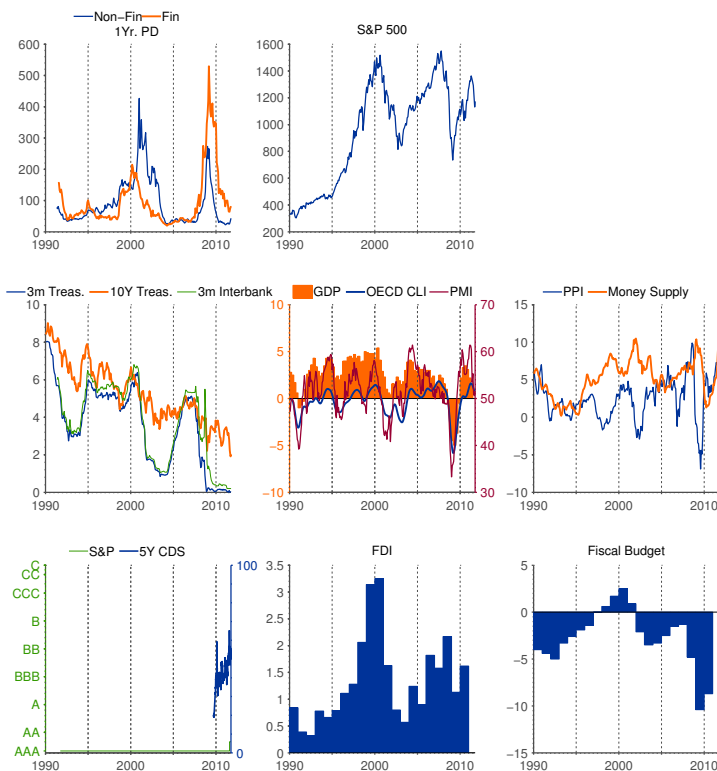 Non-Fin Fin
1Yr. PD
600
500
400
300
200
100
0
1990 2000 2010
S&P 500
1600
1400
1200
1000
800
600
400
200
1990 2000 2010
3m Treas. 10Y Treas. 3m Interbank
10
8
6
4
2
0
1990 2000 2010
GDP OECD CLI PMI
10
5
0
−5
−10
70
60
50
40
30
1990 2000 2010
PPI Money Supply
15
10
5
0
−5
−10
1990 2000 2010
S&P 5Y CDS
C
CC
CCC
B
BB
BBB
A
AA
AAA
100
0
1990 2000 2010
FDI
3.5
3
2.5
2
1.5
1
0.5
0
1990 2000 2010
Fiscal Budget
5
0
−5
−10
−15
1990 2000 2010